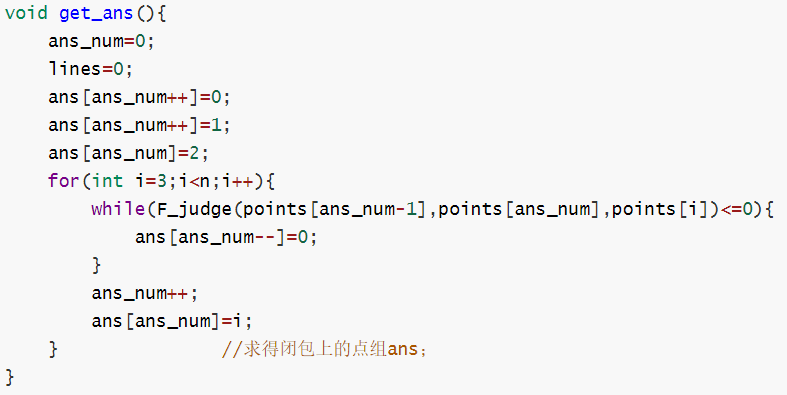 void get_ans(){
    ans_num=0;
    lines=0;
    ans[ans_num++]=0;
    ans[ans_num++]=1;
    ans[ans_num]=2;
    for(int i=3;i<n;i++){
        while(F_judge(points[ans_num-1],points[ans_num],points[i])<=0){
            ans[ans_num--]=0;
        }
        ans_num++;
        ans[ans_num]=i;
    }               //求得闭包上的点组ans；
}